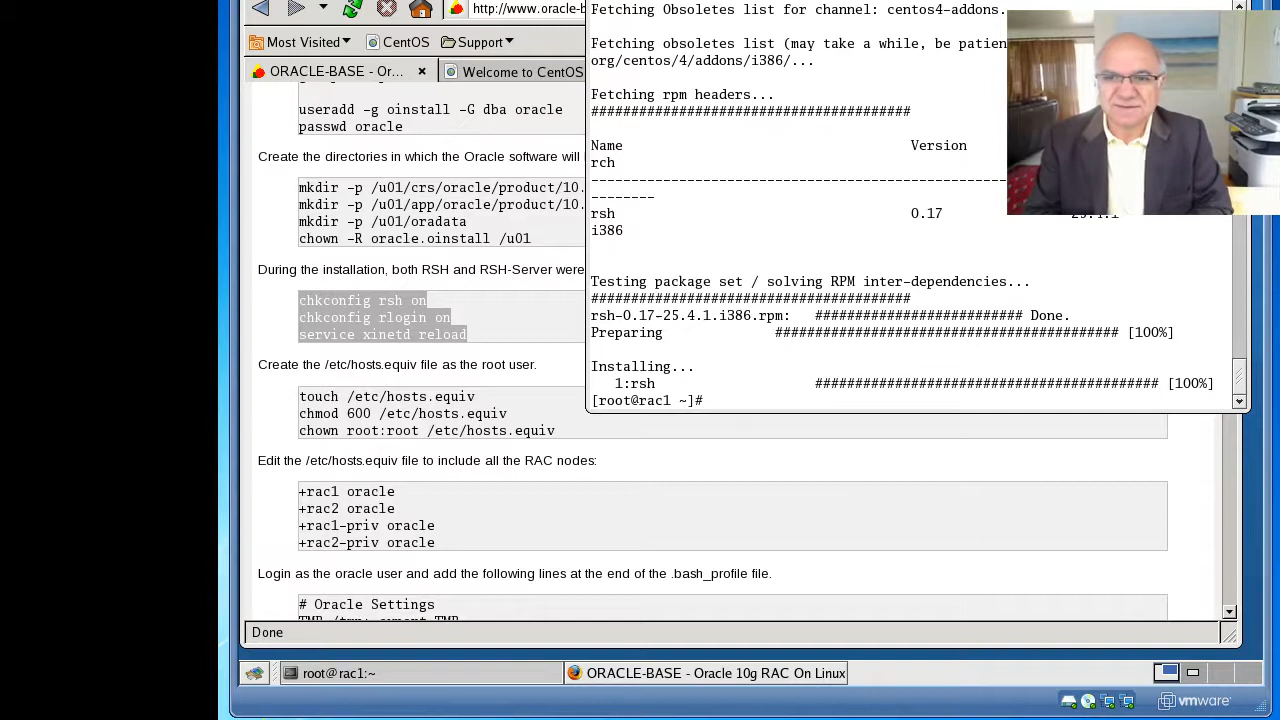 http://www.oracle-b
Most Visited
CentOS
Support
ORACLE-BASE - Or... x
Welcome to CentOS
useradd -g oinstall -G dba oracle
passwd oracle
Create the directories in which the Oracle software will
mkdir -p /u01/crs/oracle/product/10.
mkdir -p /u01/app/oracle/product/10.
mkdir -p /u01/oradata
chown -R oracle.oinstall /u01
During the installation, both RSH and RSH-Server were
chkconfig rsh on
chkconfig rlogin on
service xinetd reload
Create the /etc/hosts.equiv file as the root user.
touch /etc/hosts.equiv
chmod 600 /etc/hosts.equiv
chown root:root /etc/hosts.equiv
Edit the /etc/hosts.equiv file to include all the RAC nodes:
+rac1 oracle
+rac2 oracle
+rac1-priv oracle
+rac2-priv oracle
Login as the oracle user and add the following lines at the end of the .bash_profile file.
# Oracle Settings
Done
Fetching Obsoletes list for channel: centos4-addons.
Fetching obsoletes list (may take a while, be patien
org/centos/4/addons/i386/...
Fetching rpm headers...
########################################
Name Version
rch
----------------------------------------------------
--------
rsh 0.17
i386
Testing package set / solving RPM inter-dependencies...
########################################
rsh-0.17-25.4.1.i386.rpm: ########################## Done.
Preparing ########################################### [100%]
Installing...
1:rsh ########################################### [100%]
[root@rac1 ~]#
root@rac1:~
ORACLE-BASE - Oracle 10g RAC On Linux
vmware